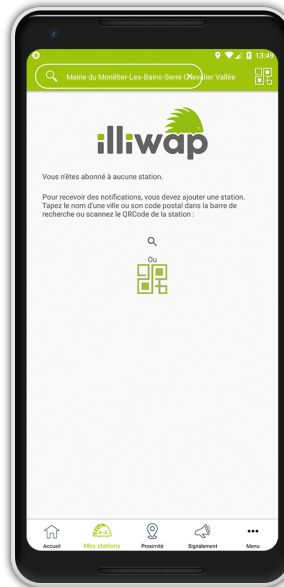 13:49
Mairie du Monêtier-Les-Bains-Serre Chevalier Vallée
illiwap
Vous n'êtes abonné à aucune station.
Pour recevoir des notifications, vous devez ajouter une station.
Tapez le nom d'une ville ou son code postal dans la barre de
recherche ou scannez le QRCode de la station :
Ou
A-Z
Accueil Mes stations Proximité Signalement Menu